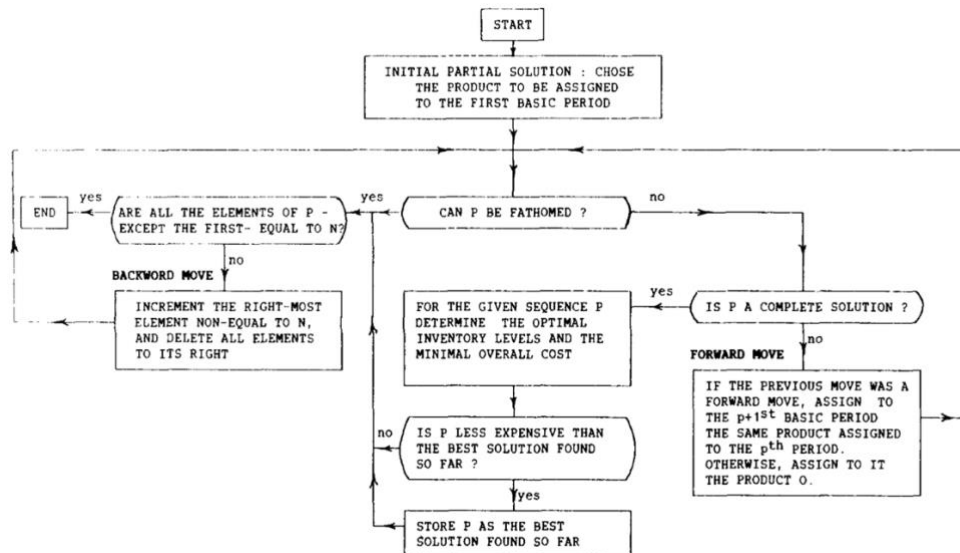 START
INITIAL PARTIAL SOLUTION : CHOSE
THE PRODUCT TO BE ASSIGNED
TO THE FIRST BASIC PERIOD
CAN P BE FATHOMED ?
yes
no
ARE ALL THE ELEMENTS OF P -
EXCEPT THE FIRST- EQUAL TO N?
yes
END
no
BACKWORD MOVE
INCREMENT THE RIGHT-MOST
ELEMENT NON-EQUAL TO N,
AND DELETE ALL ELEMENTS
TO ITS RIGHT
IS P A COMPLETE SOLUTION ?
yes
no
FOR THE GIVEN SEQUENCE P
DETERMINE THE OPTIMAL
INVENTORY LEVELS AND THE
MINIMAL OVERALL COST
FORWARD MOVE
IF THE PREVIOUS MOVE WAS A
FORWARD MOVE, ASSIGN TO
THE p+1st BASIC PERIOD
THE SAME PRODUCT ASSIGNED
TO THE pth PERIOD.
OTHERWISE, ASSIGN TO IT
THE PRODUCT O.
IS P LESS EXPENSIVE THAN
THE BEST SOLUTION FOUND
SO FAR ?
no
yes
STORE P AS THE BEST
SOLUTION FOUND SO FAR